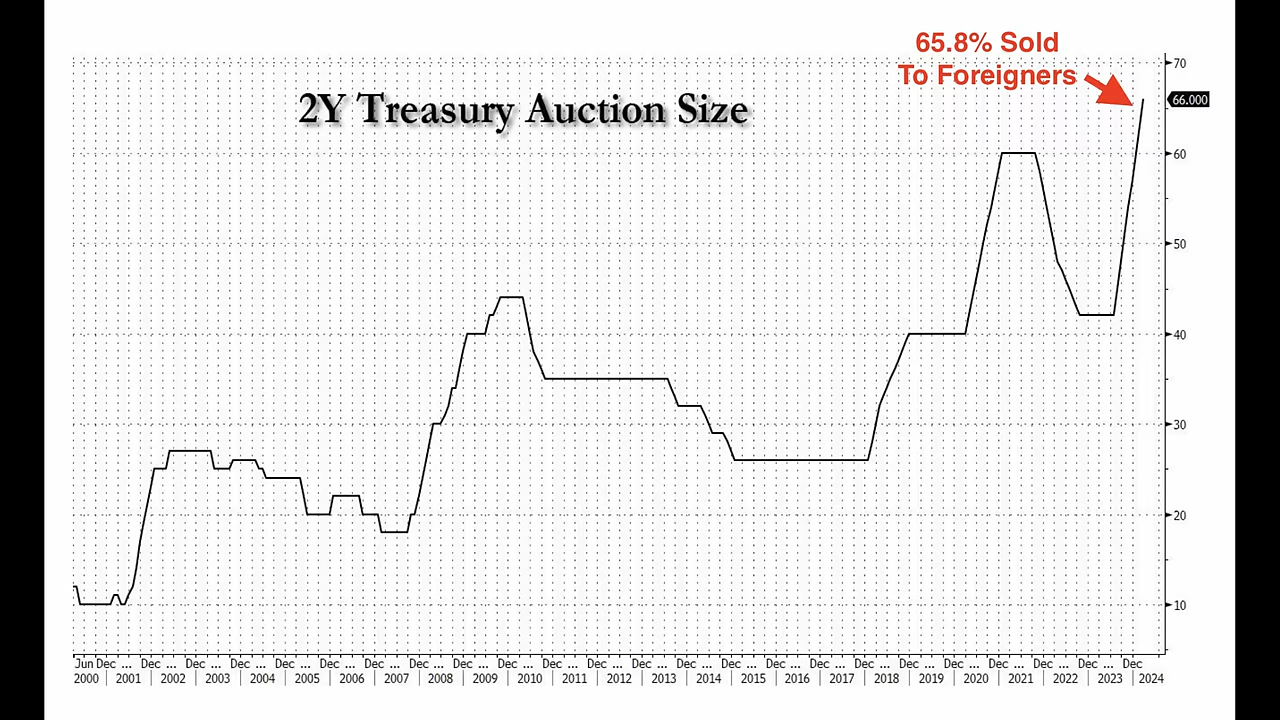 65.8% Sold
To Foreigners
2Y Treasury Auction Size
70
66.000
60
50
40
30
20
10
Jun Dec ... Dec ... Dec ... Dec ... Dec ... Dec ... Dec ... Dec ... Dec ... Dec ... Dec ... Dec ... Dec ... Dec ... Dec ... Dec ... Dec ... Dec ... Dec ... Dec ... Dec ... Dec ... Dec ... Dec
2000 2001 2002 2003 2004 2005 2006 2007 2008 2009 2010 2011 2012 2013 2014 2015 2016 2017 2018 2019 2020 2021 2022 2023 2024